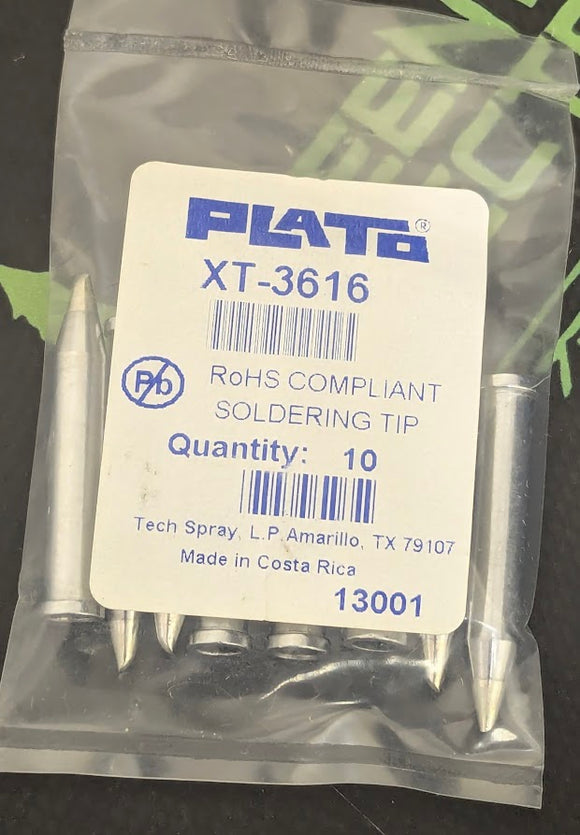 PLATO®
XT-3616
Pb
RoHS COMPLIANT
SOLDERING TIP
Quantity: 10
Tech Spray, L.P. Amarillo, TX 79107
Made in Costa Rica
13001